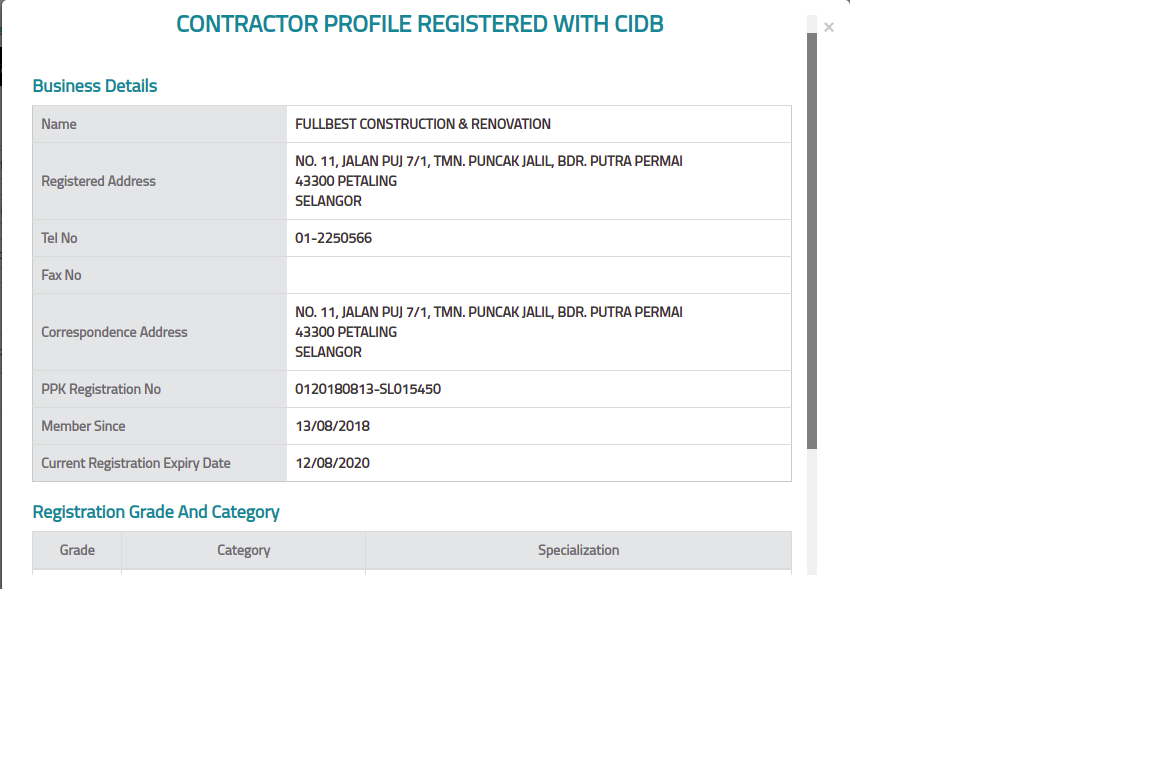 CONTRACTOR PROFILE REGISTERED WITH CIDB
×
Business Details
Name FULLBEST CONSTRUCTION & RENOVATION
Registered Address NO. 11, JALAN PUJ 7/1, TMN. PUNCAK JALIL, BDR. PUTRA PERMAI
43300 PETALING
SELANGOR
Tel No 01-2250566
Fax No
Correspondence Address NO. 11, JALAN PUJ 7/1, TMN. PUNCAK JALIL, BDR. PUTRA PERMAI
43300 PETALING
SELANGOR
PPK Registration No 0120180813-SL015450
Member Since 13/08/2018
Current Registration Expiry Date 12/08/2020
Registration Grade And Category
Grade Category Specialization